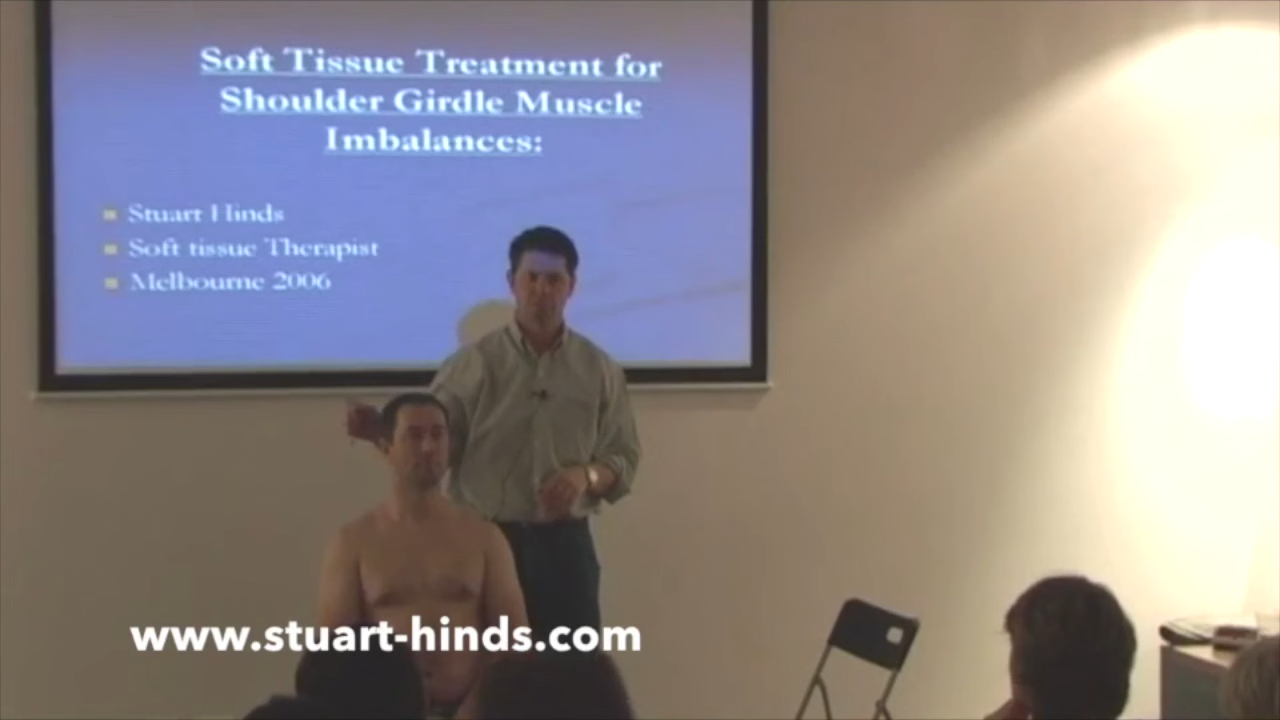 Soft Tissue Treatment for
Shoulder Girdle Muscle
Imbalances:
Stuart Hinds
Soft tissue Therapist
Melbourne 2006
www.stuart-hinds.com